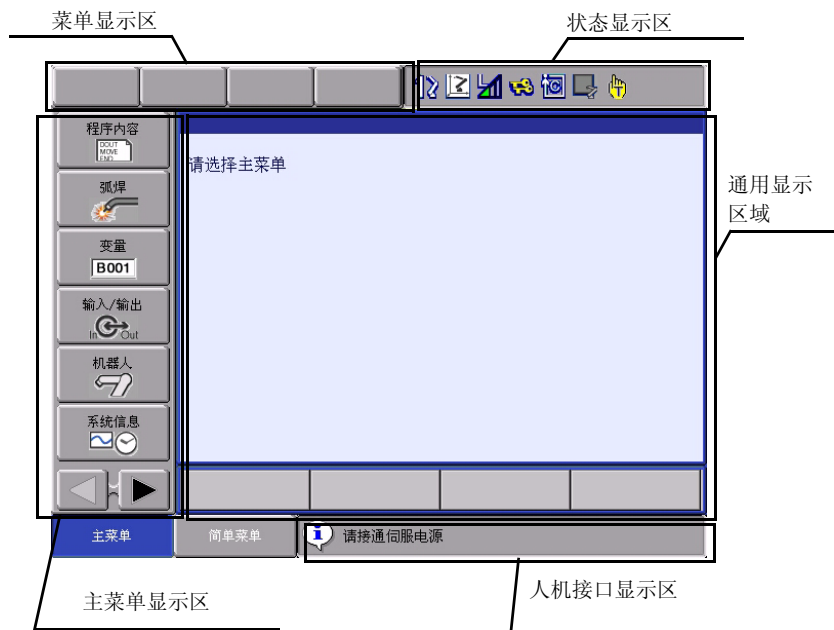 菜单显示区
状态显示区
程序内容
DOUT
MOVE
END
请选择主菜单
弧焊
通用显示
区域
变量
B001
输入/输出
In Out
机器人
系统信息
主菜单
简单菜单
请接通伺服电源
主菜单显示区
人机接口显示区